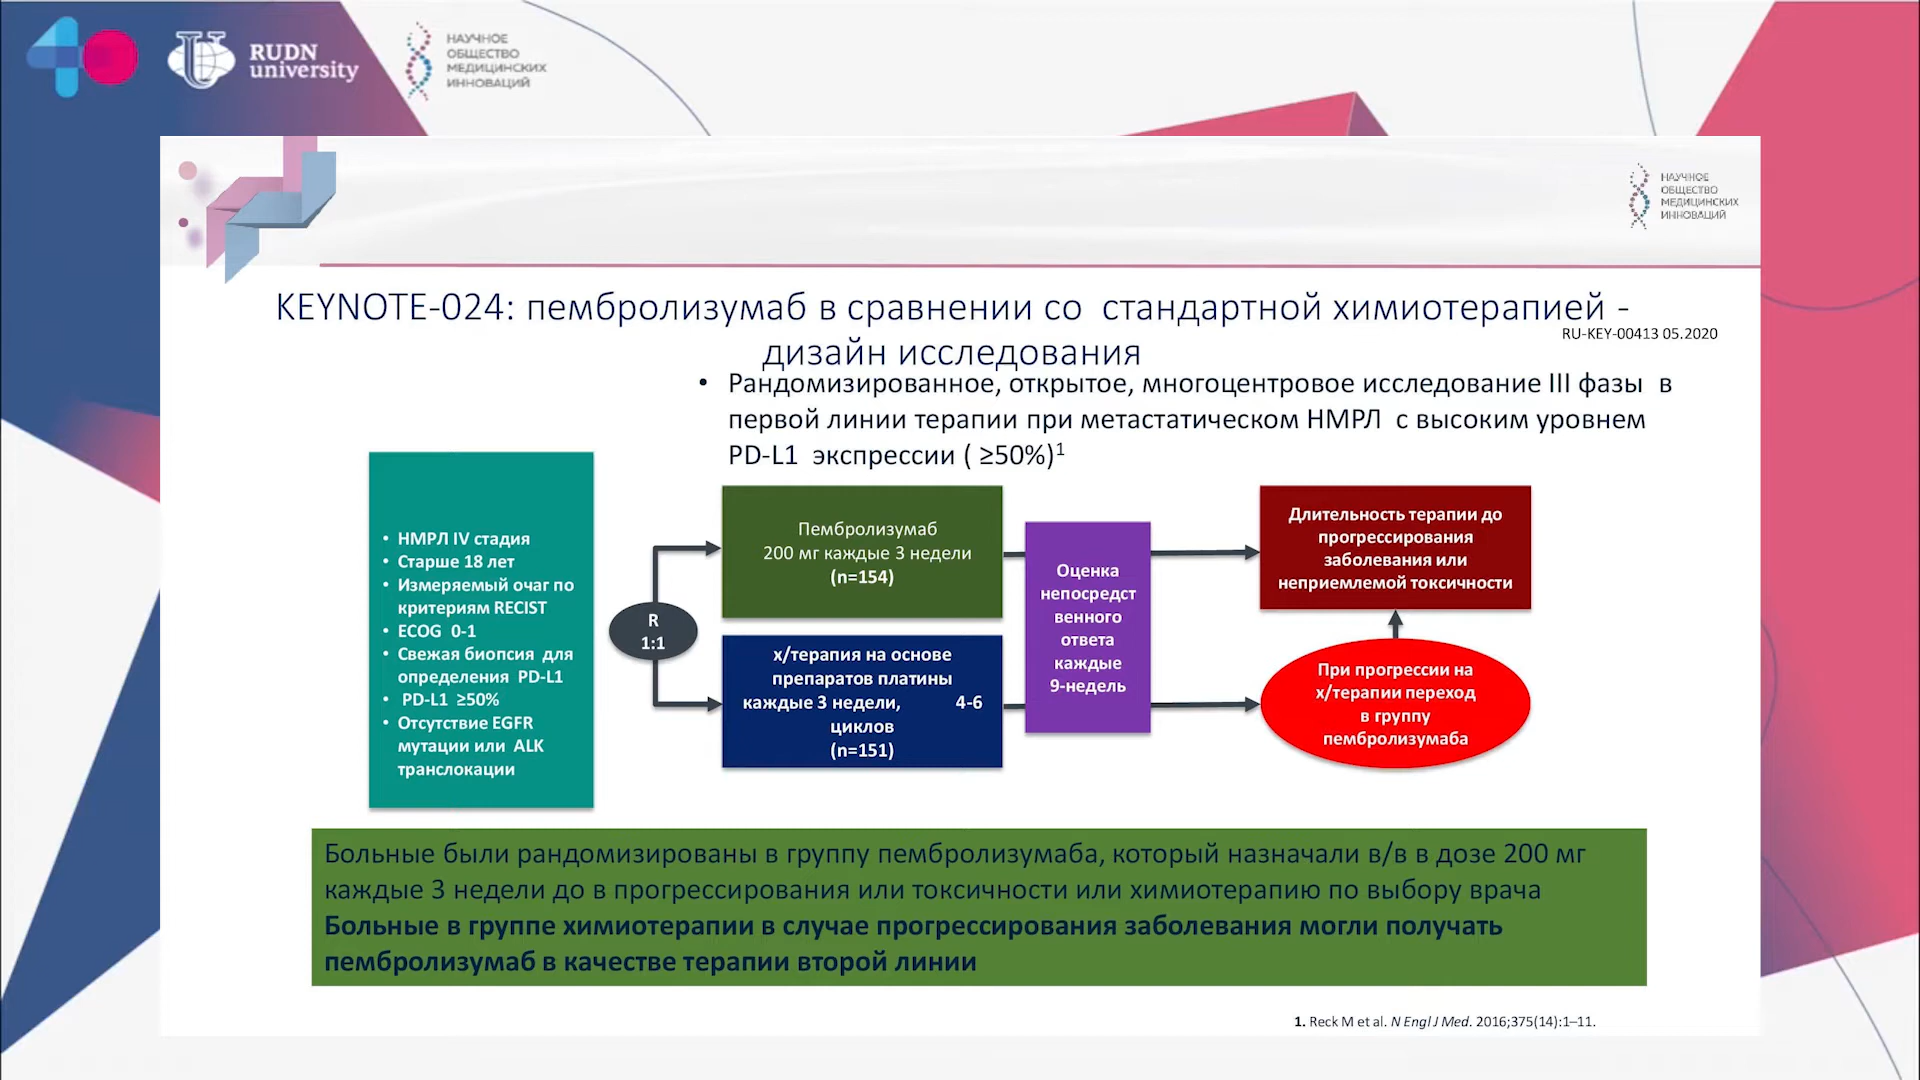 RUDN
university
НАУЧНОЕ
ОБЩЕСТВО
МЕДИЦИНСКИХ
ИННОВАЦИЙ
НАУЧНОЕ
ОБЩЕСТВО
МЕДИЦИНСКИХ
ИННОВАЦИЙ
KEYNOTE-024: пембролизумаб в сравнении со стандартной химиотерапией -
дизайн исследования
RU-KEY-00413 05.2020
• Рандомизированное, открытое, многоцентровое исследование III фазы в
первой линии терапии при метастатическом НМРЛ с высоким уровнем
PD-L1 экспрессии ( ≥50%)1
• НМРЛ IV стадия
• Старше 18 лет
• Измеряемый очаг по
критериям RECIST
• ECOG 0-1
• Свежая биопсия для
определения PD-L1
• PD-L1 ≥50%
• Отсутствие EGFR
мутации или ALK
транслокации
R
1:1
Пембролизумаб
200 мг каждые 3 недели
(n=154)
х/терапия на основе
препаратов платины
каждые 3 недели, 4-6
циклов
(n=151)
Оценка
непосредст
венного
ответа
каждые
9-недель
Длительность терапии до
прогрессирования
заболевания или
неприемлемой токсичности
При прогрессии на
х/терапии переход
в группу
пембролизумаба
Больные были рандомизированы в группу пембролизумаба, который назначали в/в в дозе 200 мг
каждые 3 недели до в прогрессирования или токсичности или химиотерапию по выбору врача
Больные в группе химиотерапии в случае прогрессирования заболевания могли получать
пембролизумаб в качестве терапии второй линии
1. Reck M et al. N Engl J Med. 2016;375(14):1–11.